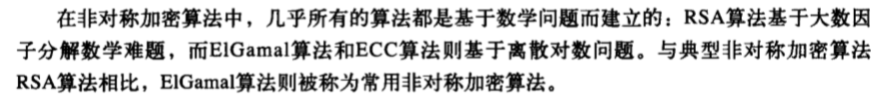 在非对称加密算法中，几乎所有的算法都是基于数学问题而建立的：RSA算法基于大数因
子分解数学难题，而ElGamal算法和ECC算法则基于离散对数问题。与典型非对称加密算法
RSA算法相比，ElGamal算法则被称为常用非对称加密算法。